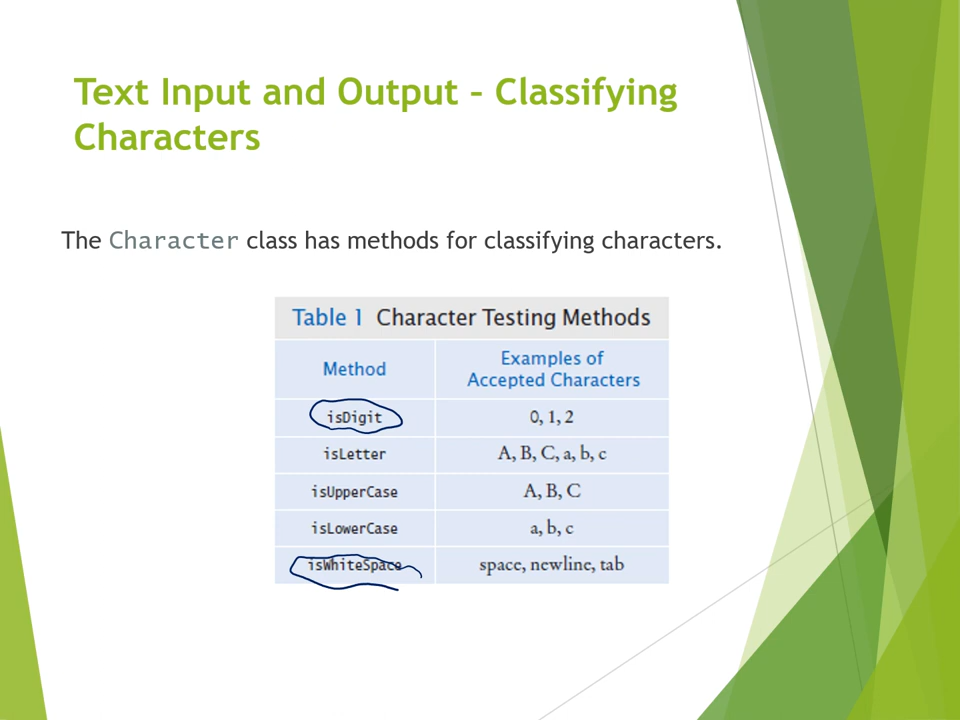 Text Input and Output – Classifying
Characters
The Character class has methods for classifying characters.
Table 1 Character Testing Methods
Method
Examples of
Accepted Characters
isDigit
0, 1, 2
isLetter
A, B, C, a, b, c
isUpperCase
A, B, C
isLowerCase
a, b, c
isWhiteSpace
space, newline, tab